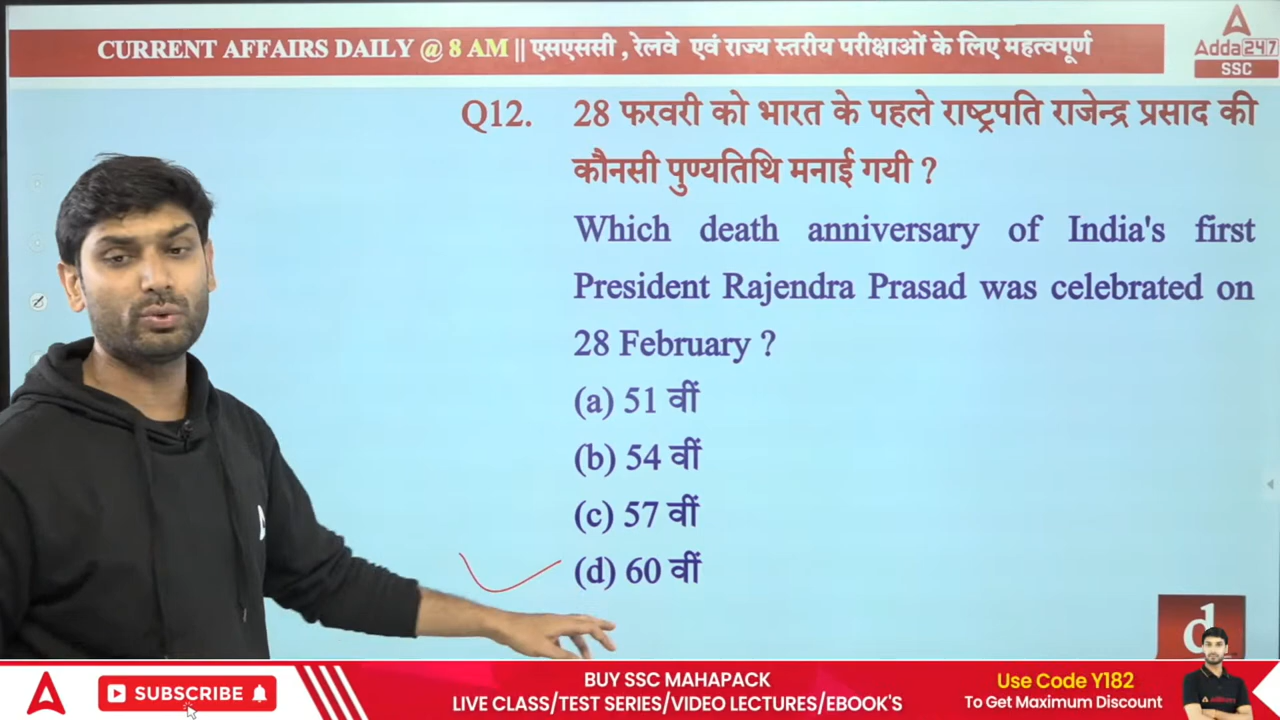 CURRENT AFFAIRS DAILY @ 8 AM || एसएससी , रेलवे एवं राज्य स्तरीय परीक्षाओं के लिए महत्वपूर्ण
Adda 24|7
SSC
Q12. 28 फरवरी को भारत के पहले राष्ट्रपति राजेन्द्र प्रसाद की
कौनसी पुण्यतिथि मनाई गयी ?
Which death anniversary of India's first
President Rajendra Prasad was celebrated on
28 February ?
(a) 51 वीं
(b) 54 वीं
(c) 57 वीं
(d) 60 वीं
d
SUBSCRIBE
BUY SSC MAHAPACK
LIVE CLASS/TEST SERIES/VIDEO LECTURES/EBOOK'S
Use Code Y182
To Get Maximum Discount